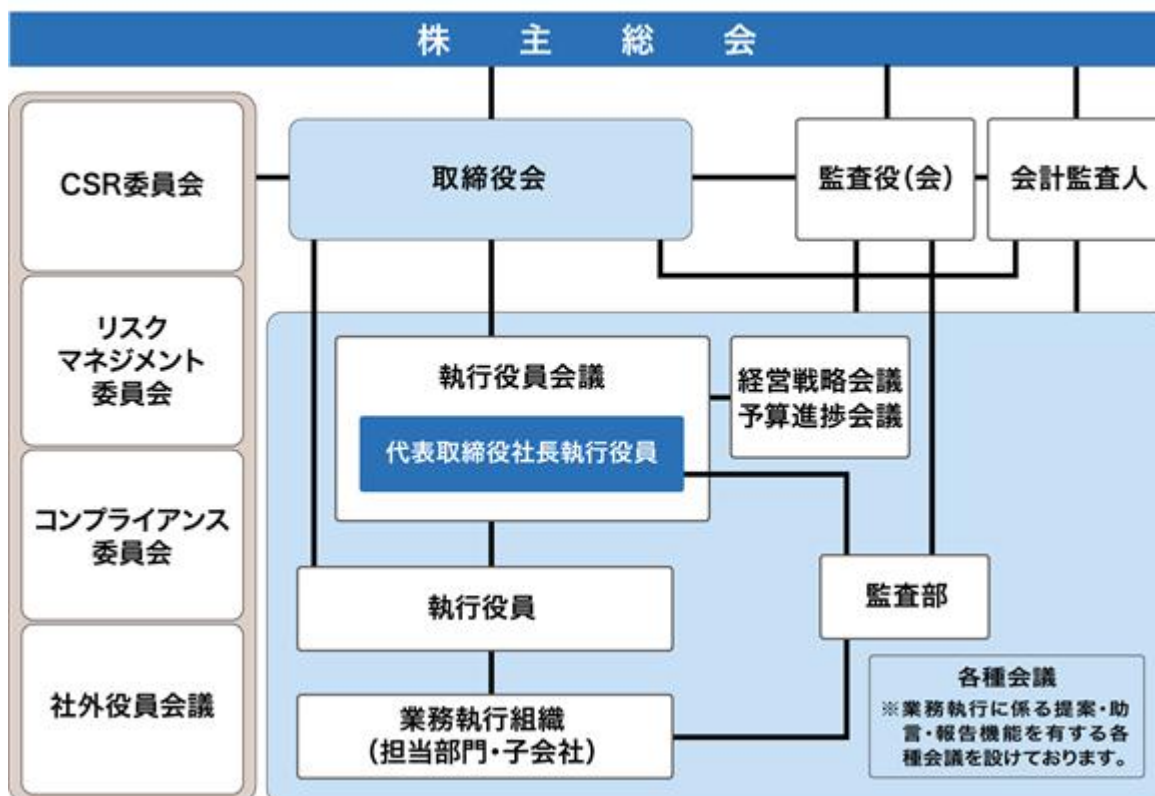 株主総会
CSR委員会
取締役会
監査役(会)
会計監査人
リスク
マネジメント
委員会
執行役員会議
代表取締役社長執行役員
経営戦略会議
予算進捗会議
コンプライアンス
委員会
執行役員
監査部
社外役員会議
業務執行組織
(担当部門・子会社)
各種会議
※業務執行に係る提案・助
言・報告機能を有する各
種会議を設けております。